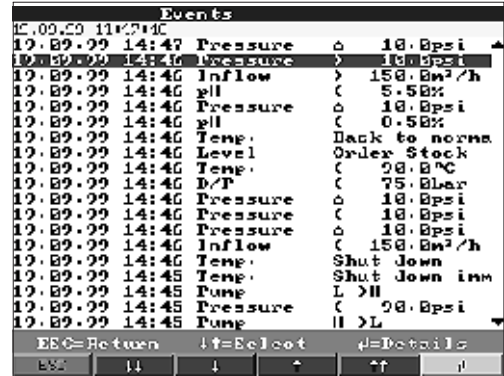 Events
19.09.99 14:47 Pressure △ 10.0psi
19.09.99 14:46 Pressure > 10.0psi
19.09.99 14:46 Inflow > 150.0m³/h
19.09.99 14:46 pH < 5.50%
19.09.99 14:46 Pressure △ 10.0psi
19.09.99 14:46 pH < 0.50%
19.09.99 14:46 Temp. Back to norma
19.09.99 14:46 Level Order Stock
19.09.99 14:46 Temp. < 90.0°C
19.09.99 14:46 D/P < 75.0bar
19.09.99 14:46 Pressure △ 10.0psi
19.09.99 14:46 Pressure < 10.0psi
19.09.99 14:46 Pressure △ 10.0psi
19.09.99 14:46 Inflow < 150.0m³/h
19.09.99 14:45 Temp. Shut down
19.09.99 14:45 Temp. Shut down imm
19.09.99 14:45 Pump L >H
19.09.99 14:45 Pressure < 90.0psi
19.09.99 14:45 Pump H >L
ESC=Return ↓↑=Select ↵=Details
ESC ↓↓ ↓ ↑ ↑↑ ↵